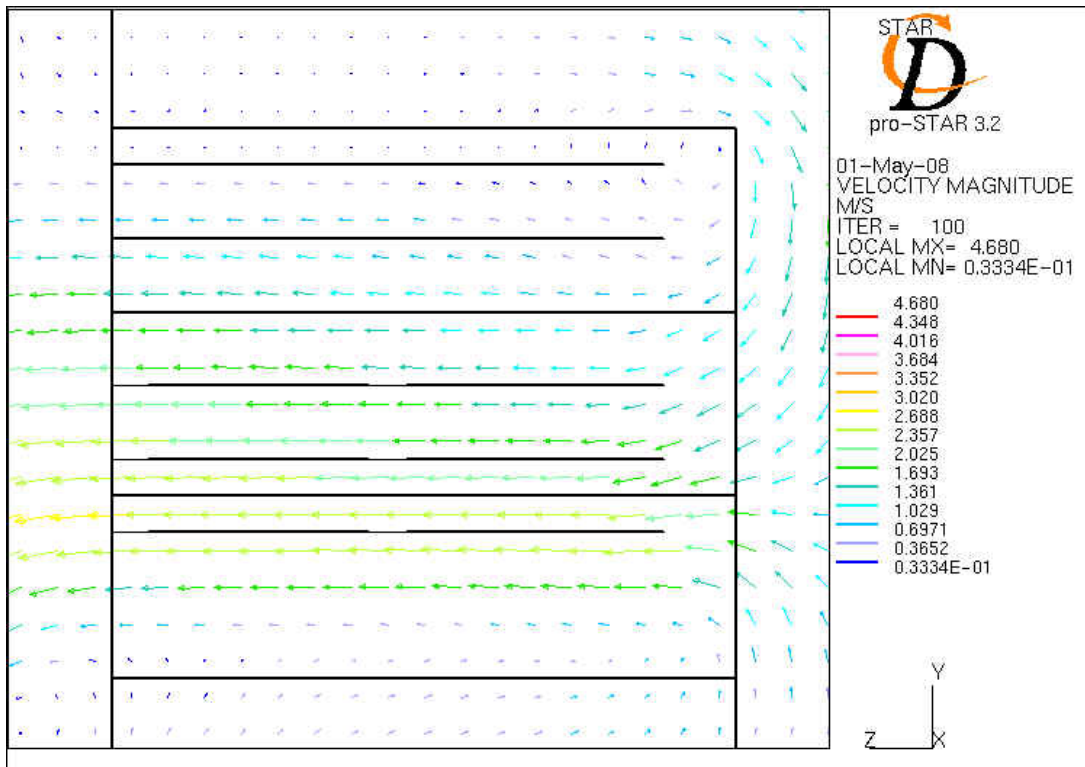 STAR
D
pro-STAR 3.2
01-May-08
VELOCITY MAGNITUDE
M/S
ITER = 100
LOCAL MX= 4.680
LOCAL MN= 0.3334E-01
4.680
4.348
4.016
3.684
3.352
3.020
2.688
2.357
2.025
1.693
1.361
1.029
0.6971
0.3652
0.3334E-01
Y
Z
X